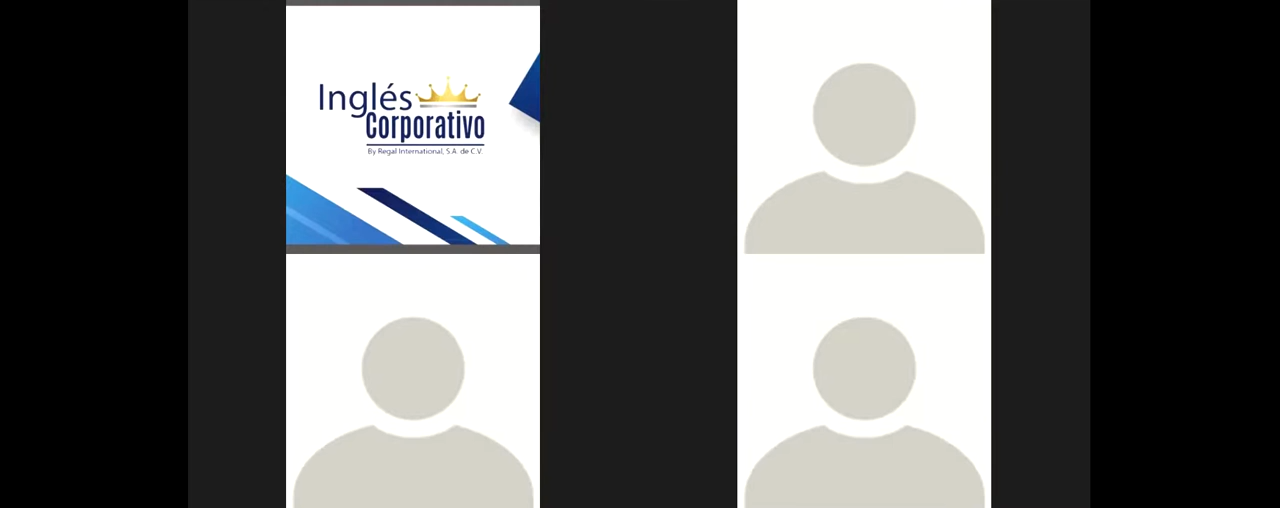 Inglés
Corporativo
By Regal International, S.A. de C.V.